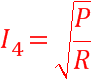 I₄ = √(P/R)